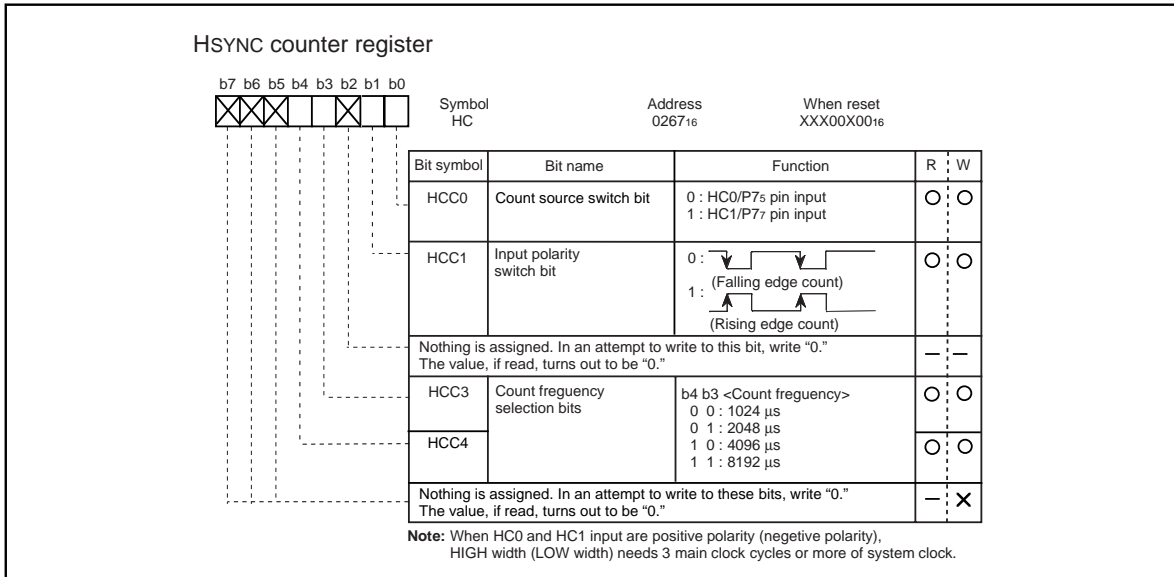 HSYNC counter register
b7 b6 b5 b4 b3 b2 b1 b0
Symbol Address When reset
HC 026716 XXX00X0016
Bit symbol Bit name Function R W
HCC0 Count source switch bit 0 : HC0/P75 pin input
1 : HC1/P77 pin input
HCC1 Input polarity
switch bit
0 :
(Falling edge count)
1 :
(Rising edge count)
Nothing is assigned. In an attempt to write to this bit, write “0.”
The value, if read, turns out to be “0.”
HCC3 Count freguency
selection bits
b4 b3 <Count freguency>
0 0 : 1024 µs
0 1 : 2048 µs
HCC4 1 0 : 4096 µs
1 1 : 8192 µs
Nothing is assigned. In an attempt to write to these bits, write “0.”
The value, if read, turns out to be “0.”
Note: When HC0 and HC1 input are positive polarity (negetive polarity),
HIGH width (LOW width) needs 3 main clock cycles or more of system clock.